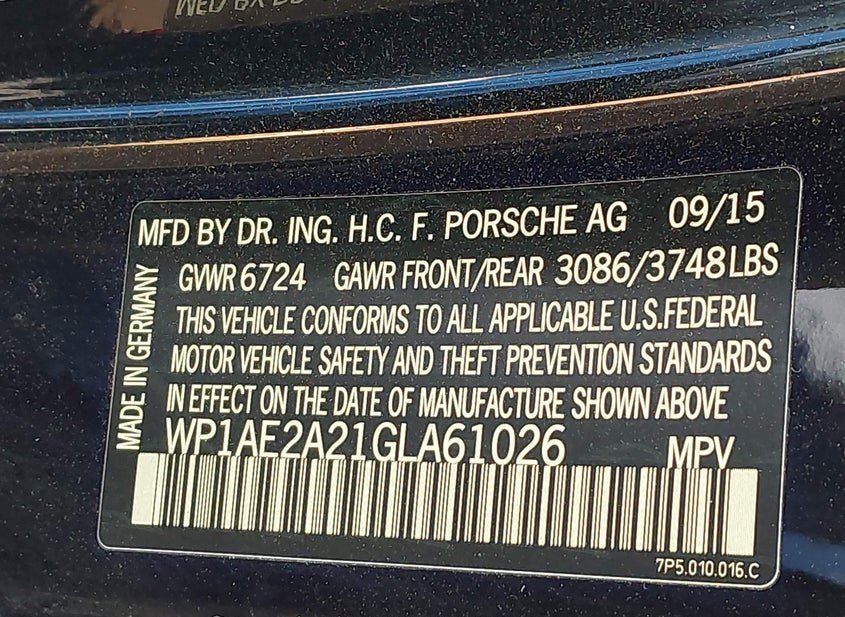 MFD BY DR. ING. H.C. F. PORSCHE AG 09/15
GVWR 6724 GAWR FRONT/REAR 3086/3748LBS
THIS VEHICLE CONFORMS TO ALL APPLICABLE U.S.FEDERAL
MOTOR VEHICLE SAFETY AND THEFT PREVENTION STANDARDS
IN EFFECT ON THE DATE OF MANUFACTURE SHOWN ABOVE
WP1AE2A21GLA61026 MPV
7P5.010.016.C
MADE IN GERMANY